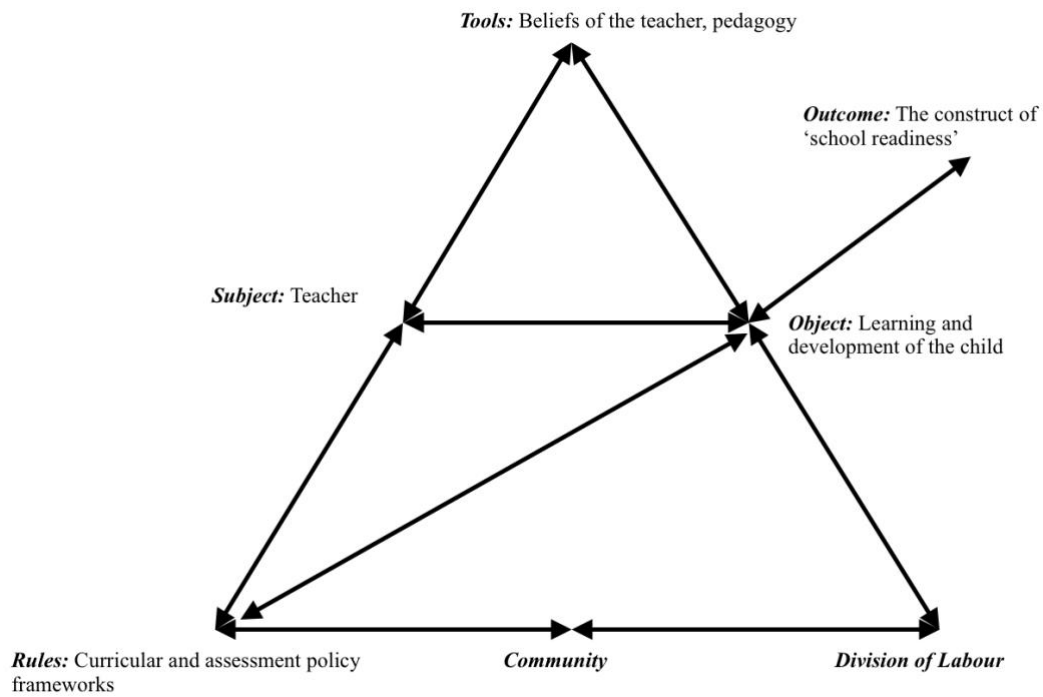 Tools: Beliefs of the teacher, pedagogy
Outcome: The construct of
‘school readiness’
Subject: Teacher
Object: Learning and
development of the child
Rules: Curricular and assessment policy
frameworks
Community
Division of Labour